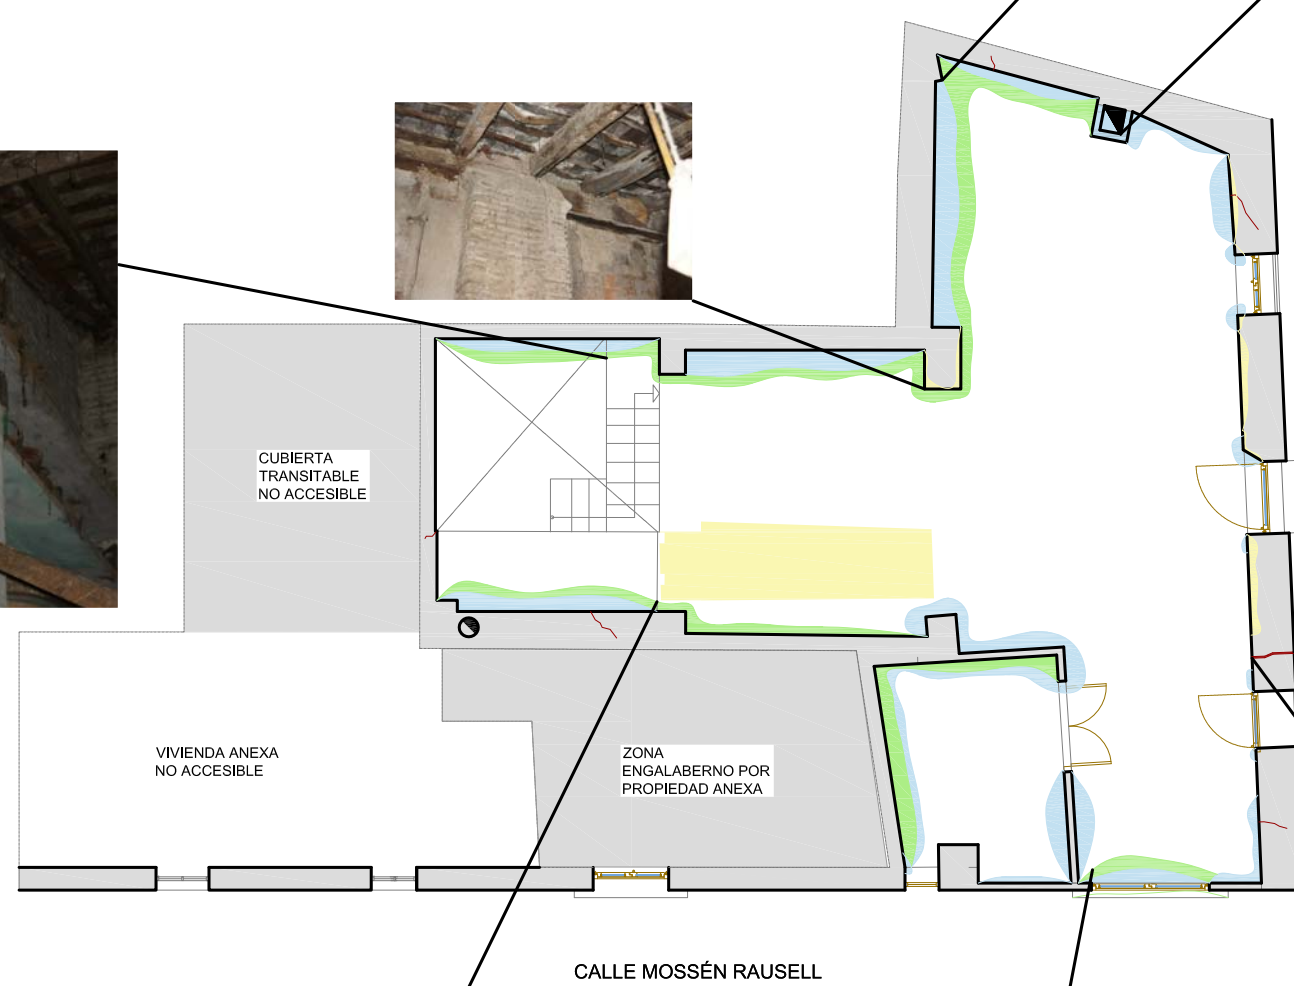 CUBIERTA
TRANSITABLE
NO ACCESIBLE
VIVIENDA ANEXA
NO ACCESIBLE
ZONA
ENGALABERNO POR
PROPIEDAD ANEXA
CALLE MOSSÉN RAUSELL